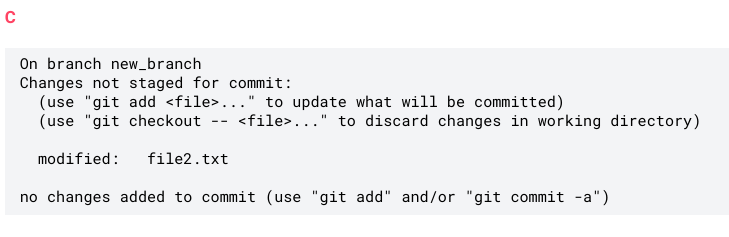 C
On branch new_branch
Changes not staged for commit:
(use "git add <file>..." to update what will be committed)
(use "git checkout -- <file>..." to discard changes in working directory)
modified: file2.txt
no changes added to commit (use "git add" and/or "git commit -a")